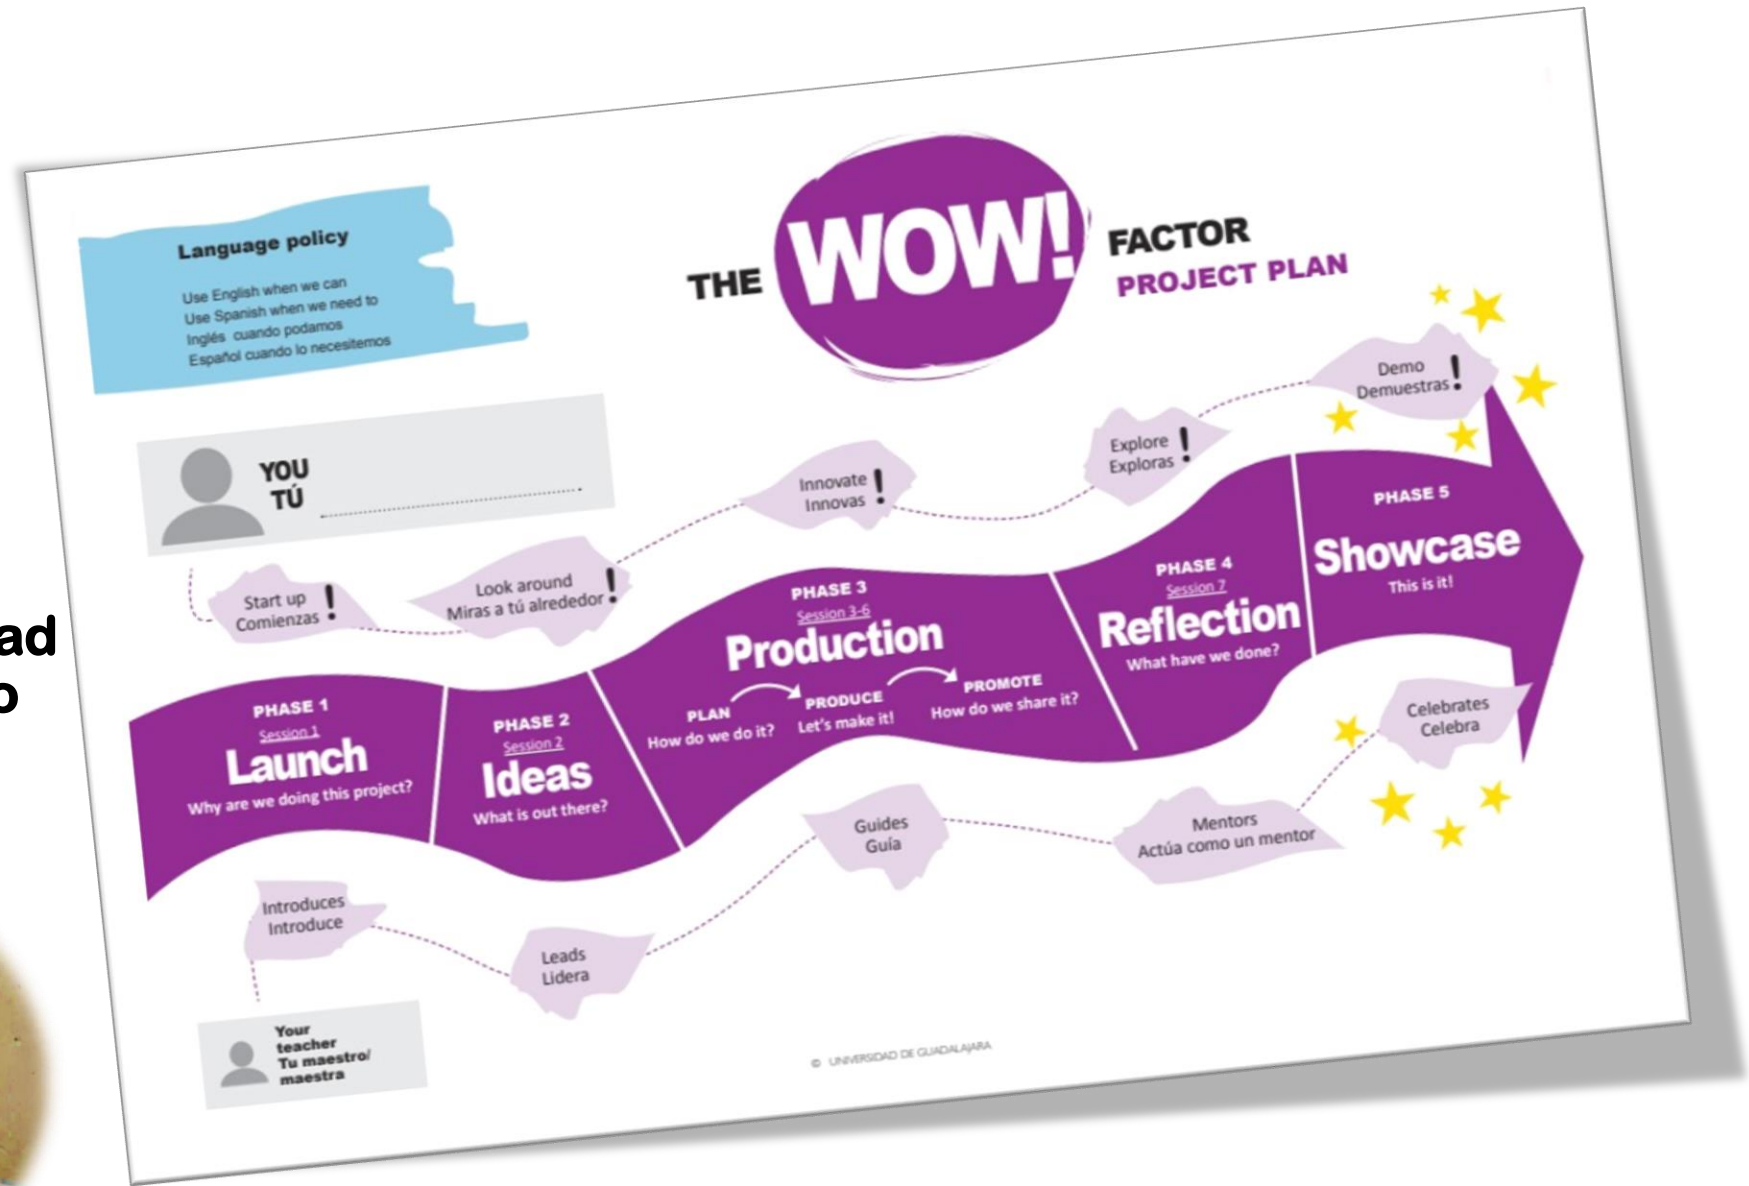 ad
o
Language policy
Use English when we can
Use Spanish when we need to
Inglés cuando podamos
Español cuando lo necesitemos
THE WOW! FACTOR
PROJECT PLAN
YOU
TÚ
Start up
Comienzas !
Look around
Miras a tú alrededor !
Innovate
Innovas !
Explore
Exploras !
Demo
Demuestras !
PHASE 1
Session 1
Launch
Why are we doing this project?
PHASE 2
Session 2
Ideas
What is out there?
PHASE 3
Session 3-6
Production
PLAN
How do we do it?
PRODUCE
Let's make it!
PROMOTE
How do we share it?
PHASE 4
Session 7
Reflection
What have we done?
PHASE 5
Showcase
This is it!
Introduces
Introduce
Leads
Lidera
Guides
Guía
Mentors
Actúa como un mentor
Celebrates
Celebra
Your
teacher
Tu maestro/
maestra
© UNIVERSIDAD DE GUADALAJARA